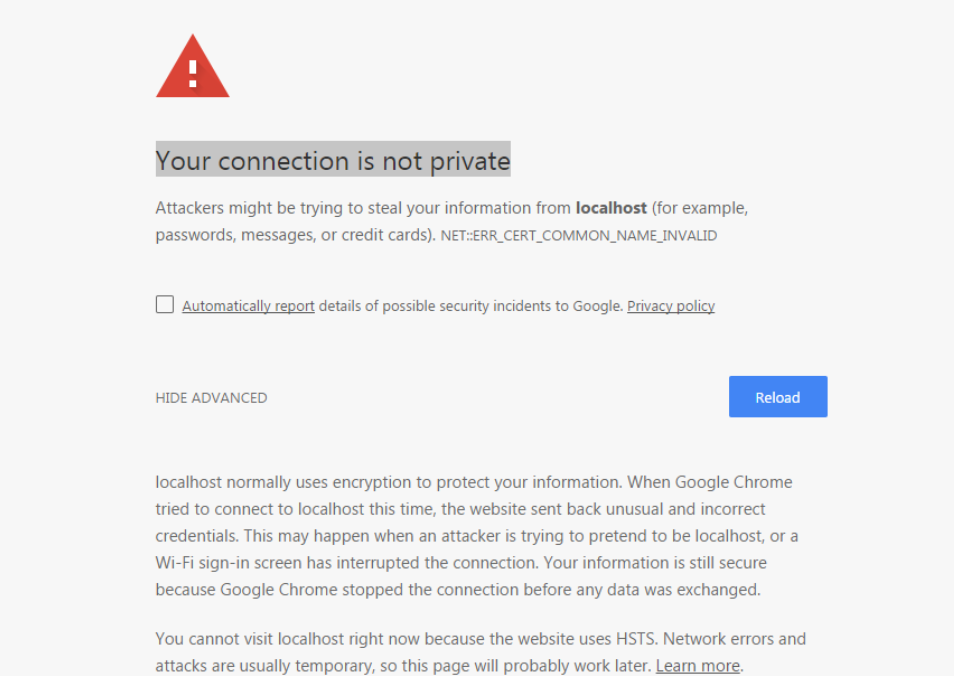 Your connection is not private
Attackers might be trying to steal your information from localhost (for example,
passwords, messages, or credit cards). NET::ERR_CERT_COMMON_NAME_INVALID
Automatically report details of possible security incidents to Google. Privacy policy
HIDE ADVANCED
Reload
localhost normally uses encryption to protect your information. When Google Chrome
tried to connect to localhost this time, the website sent back unusual and incorrect
credentials. This may happen when an attacker is trying to pretend to be localhost, or a
Wi-Fi sign-in screen has interrupted the connection. Your information is still secure
because Google Chrome stopped the connection before any data was exchanged.
You cannot visit localhost right now because the website uses HSTS. Network errors and
attacks are usually temporary, so this page will probably work later. Learn more.